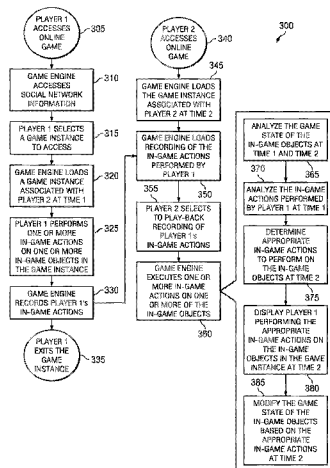 PLAYER 1
ACCESSES
ONLINE
GAME
305
GAME ENGINE
ACCESSES
SOCIAL NETWORK
INFORMATION
310
PLAYER 1 SELECTS
A GAME INSTANCE
TO ACCESS
315
GAME ENGINE LOADS
A GAME INSTANCE
ASSOCIATED WITH
PLAYER 2 AT TIME 1
320
PLAYER 1 PERFORMS
ONE OR MORE
IN-GAME ACTIONS
ON ONE OR MORE
IN-GAME OBJECTS IN
THE GAME INSTANCE
325
GAME ENGINE
RECORDS PLAYER 1's
IN-GAME ACTIONS
330
PLAYER 1
EXITS THE
GAME
INSTANCE
335
PLAYER 2
ACCESSES
ONLINE
GAME
340
345
GAME ENGINE LOADS
THE GAME INSTANCE
ASSOCIATED WITH
PLAYER 2 AT TIME 2
GAME ENGINE LOADS
RECORDING OF THE
IN-GAME ACTIONS
PERFORMED BY
PLAYER 1
350
355
PLAYER 2 SELECTS
TO PLAY-BACK
RECORDING OF
PLAYER 1's
IN-GAME ACTIONS
GAME ENGINE
EXECUTES ONE
OR MORE IN-GAME
ACTIONS ON ONE
OR MORE OF THE
IN-GAME OBJECTS
360
300
ANALYZE THE GAME
STATE OF THE
IN-GAME OBJECTS AT
TIME 1 AND TIME 2
365
370
ANALYZE THE IN-GAME
ACTIONS PERFORMED
BY PLAYER 1 AT TIME 1
DETERMINE
APPROPRIATE
IN-GAME ACTIONS
TO PERFORM ON
THE IN-GAME
OBJECTS AT TIME 2
375
DISPLAY PLAYER 1
PERFORMING THE
APPROPRIATE
IN-GAME ACTIONS ON
THE IN-GAME
OBJECTS IN THE GAME
INSTANCE AT TIME 2
380
385
MODIFY THE GAME
STATE OF THE
IN-GAME OBJECTS
BASED ON THE
APPROPRIATE
IN-GAME ACTIONS
AT TIME 2